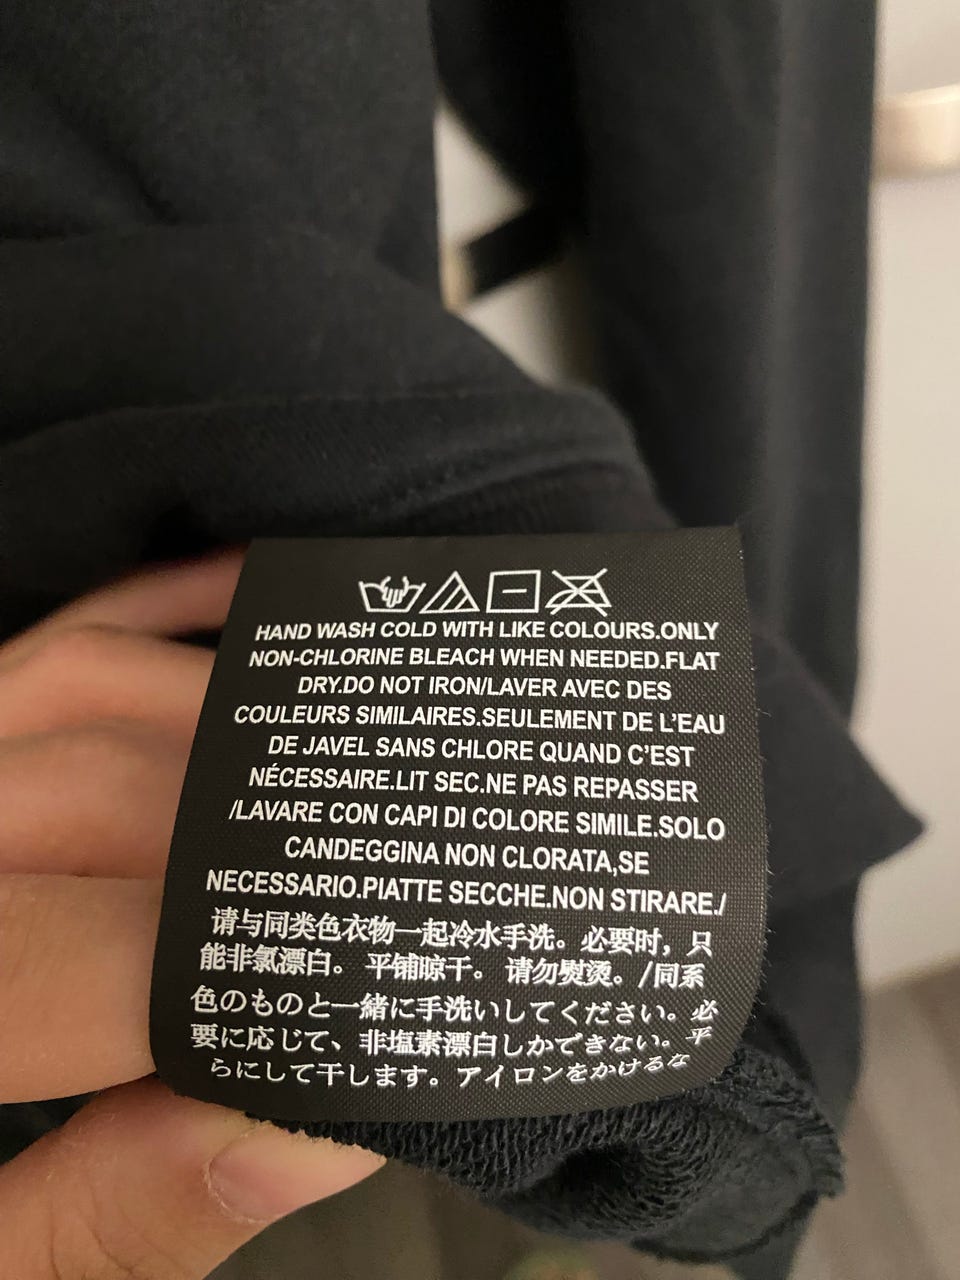 HAND WASH COLD WITH LIKE COLOURS.ONLY
NON-CHLORINE BLEACH WHEN NEEDED.FLAT
DRY.DO NOT IRON/LAVER AVEC DES
COULEURS SIMILAIRES.SEULEMENT DE L'EAU
DE JAVEL SANS CHLORE QUAND C'EST
NÉCESSAIRE.LIT SEC.NE PAS REPASSER
/LAVARE CON CAPI DI COLORE SIMILE.SOLO
CANDEGGINA NON CLORATA,SE
NECESSARIO.PIATTE SECCHE.NON STIRARE./
请与同类色衣物一起冷水手洗。必要时，只
能非氯漂白。平铺晾干。请勿熨烫。/同系
色のものと一緒に手洗いしてください。必
要に応じて、非塩素漂白しかできない。平
らにして干します。アイロンをかけるな